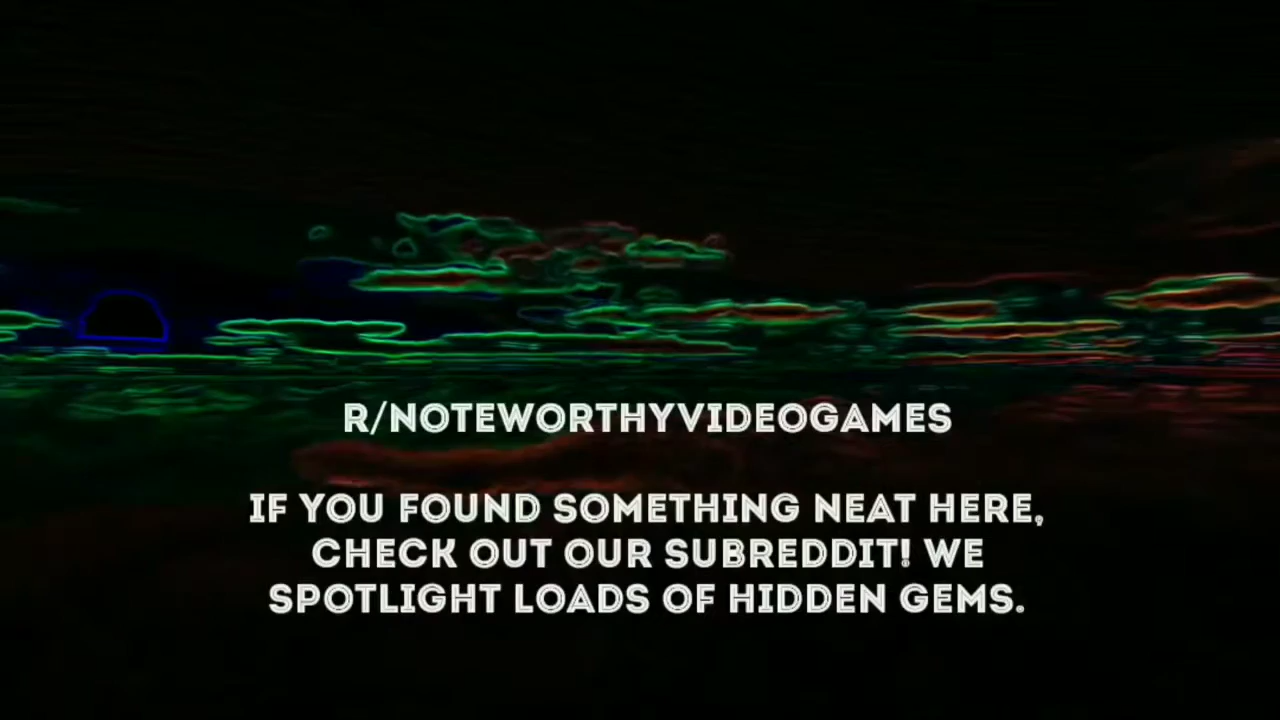 R/NOTEWORTHYVIDEOGAMES
IF YOU FOUND SOMETHING NEAT HERE,
CHECK OUT OUR SUBREDDIT! WE
SPOTLIGHT LOADS OF HIDDEN GEMS.